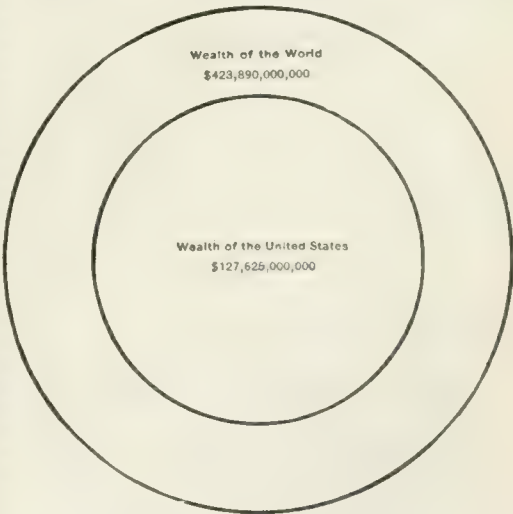 Wealth of the World
$423,890,000,000
Wealth of the United States
$127,625,000,000